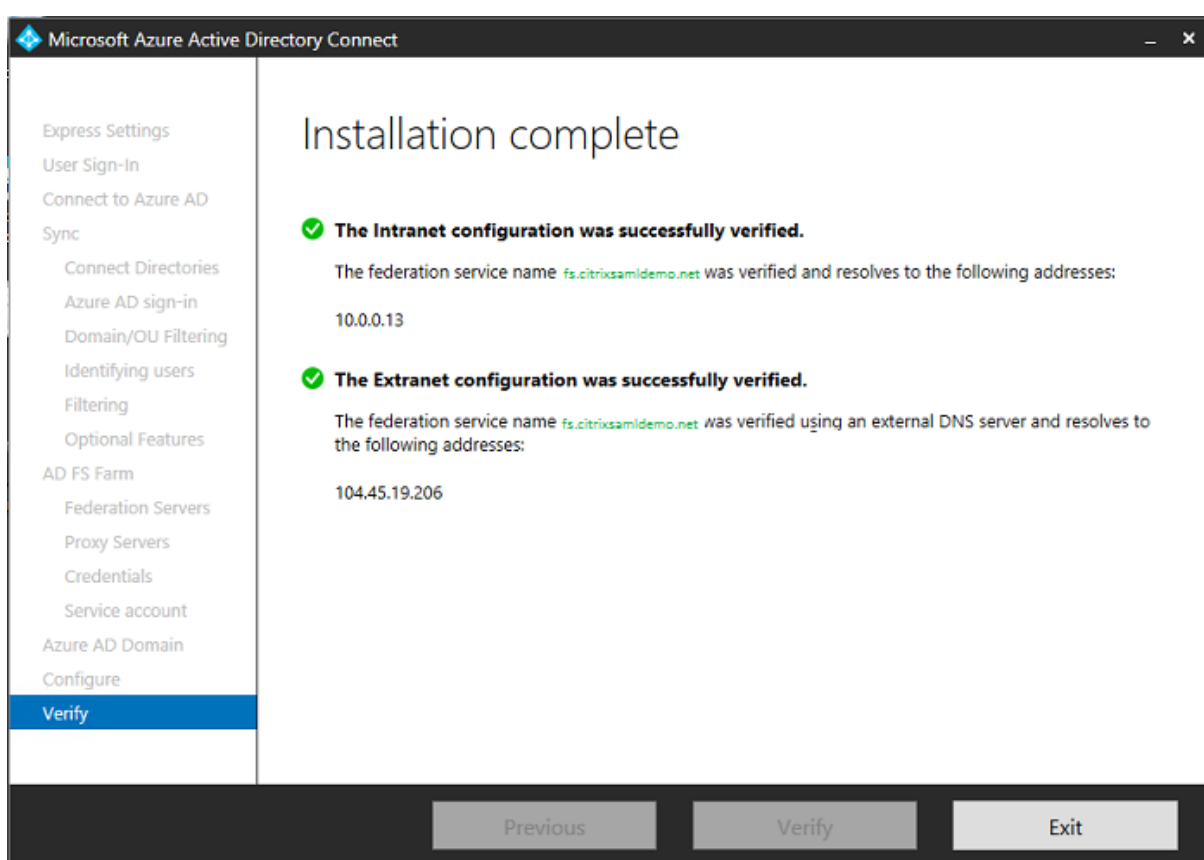 Microsoft Azure Active Directory Connect
Express Settings
User Sign-In
Connect to Azure AD
Sync
Connect Directories
Azure AD sign-in
Domain/OU Filtering
Identifying users
Filtering
Optional Features
AD FS Farm
Federation Servers
Proxy Servers
Credentials
Service account
Azure AD Domain
Configure
Verify
Installation complete
The Intranet configuration was successfully verified.
The federation service name fs.citrixsamldemo.net was verified and resolves to the following addresses:
10.0.0.13
The Extranet configuration was successfully verified.
The federation service name fs.citrixsamldemo.net was verified using an external DNS server and resolves to
the following addresses:
104.45.19.206
Previous
Verify
Exit